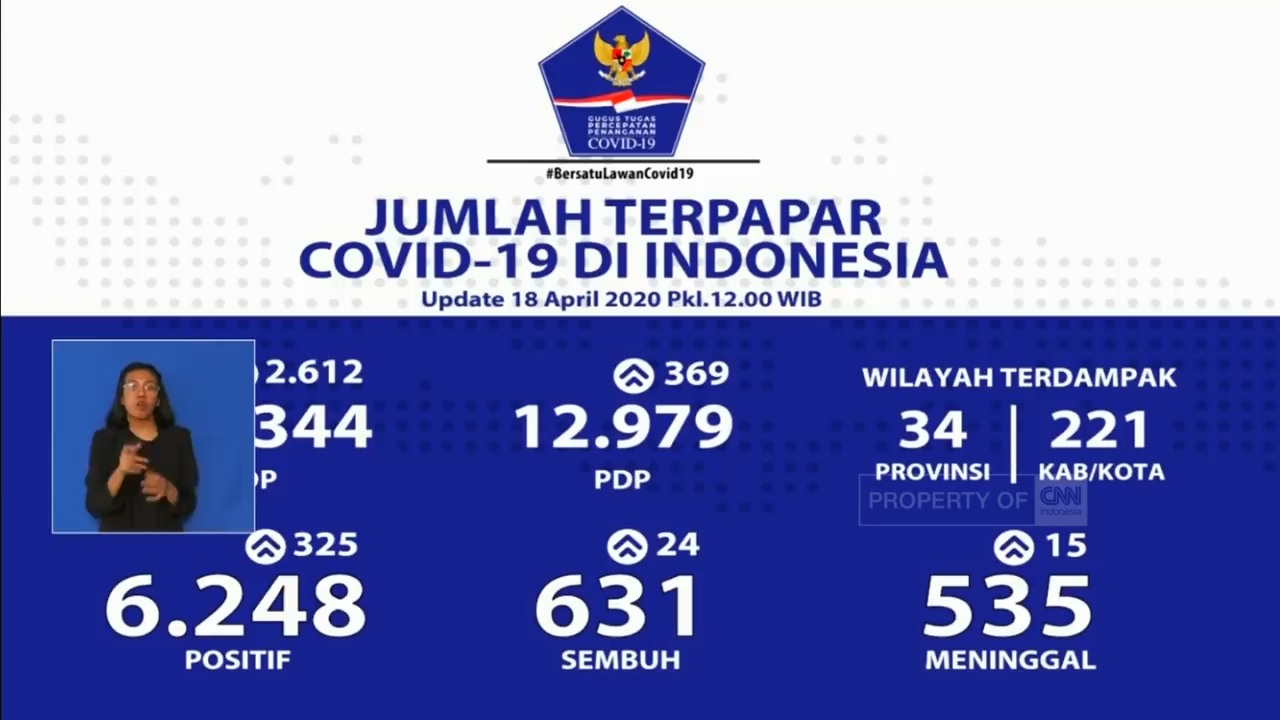 GUGUS TUGAS
PERCEPATAN
PENANGANAN
COVID-19
#BersatuLawanCovid19
JUMLAH TERPAPAR
COVID-19 DI INDONESIA
Update 18 April 2020 Pkl.12.00 WIB
2.612
344
369
12.979
PDP
WILAYAH TERDAMPAK
34 221
PROVINSI KAB/KOTA
PROPERTY OF CNN
Indonesia
325
6.248
POSITIF
24
631
SEMBUH
15
535
MENINGGAL